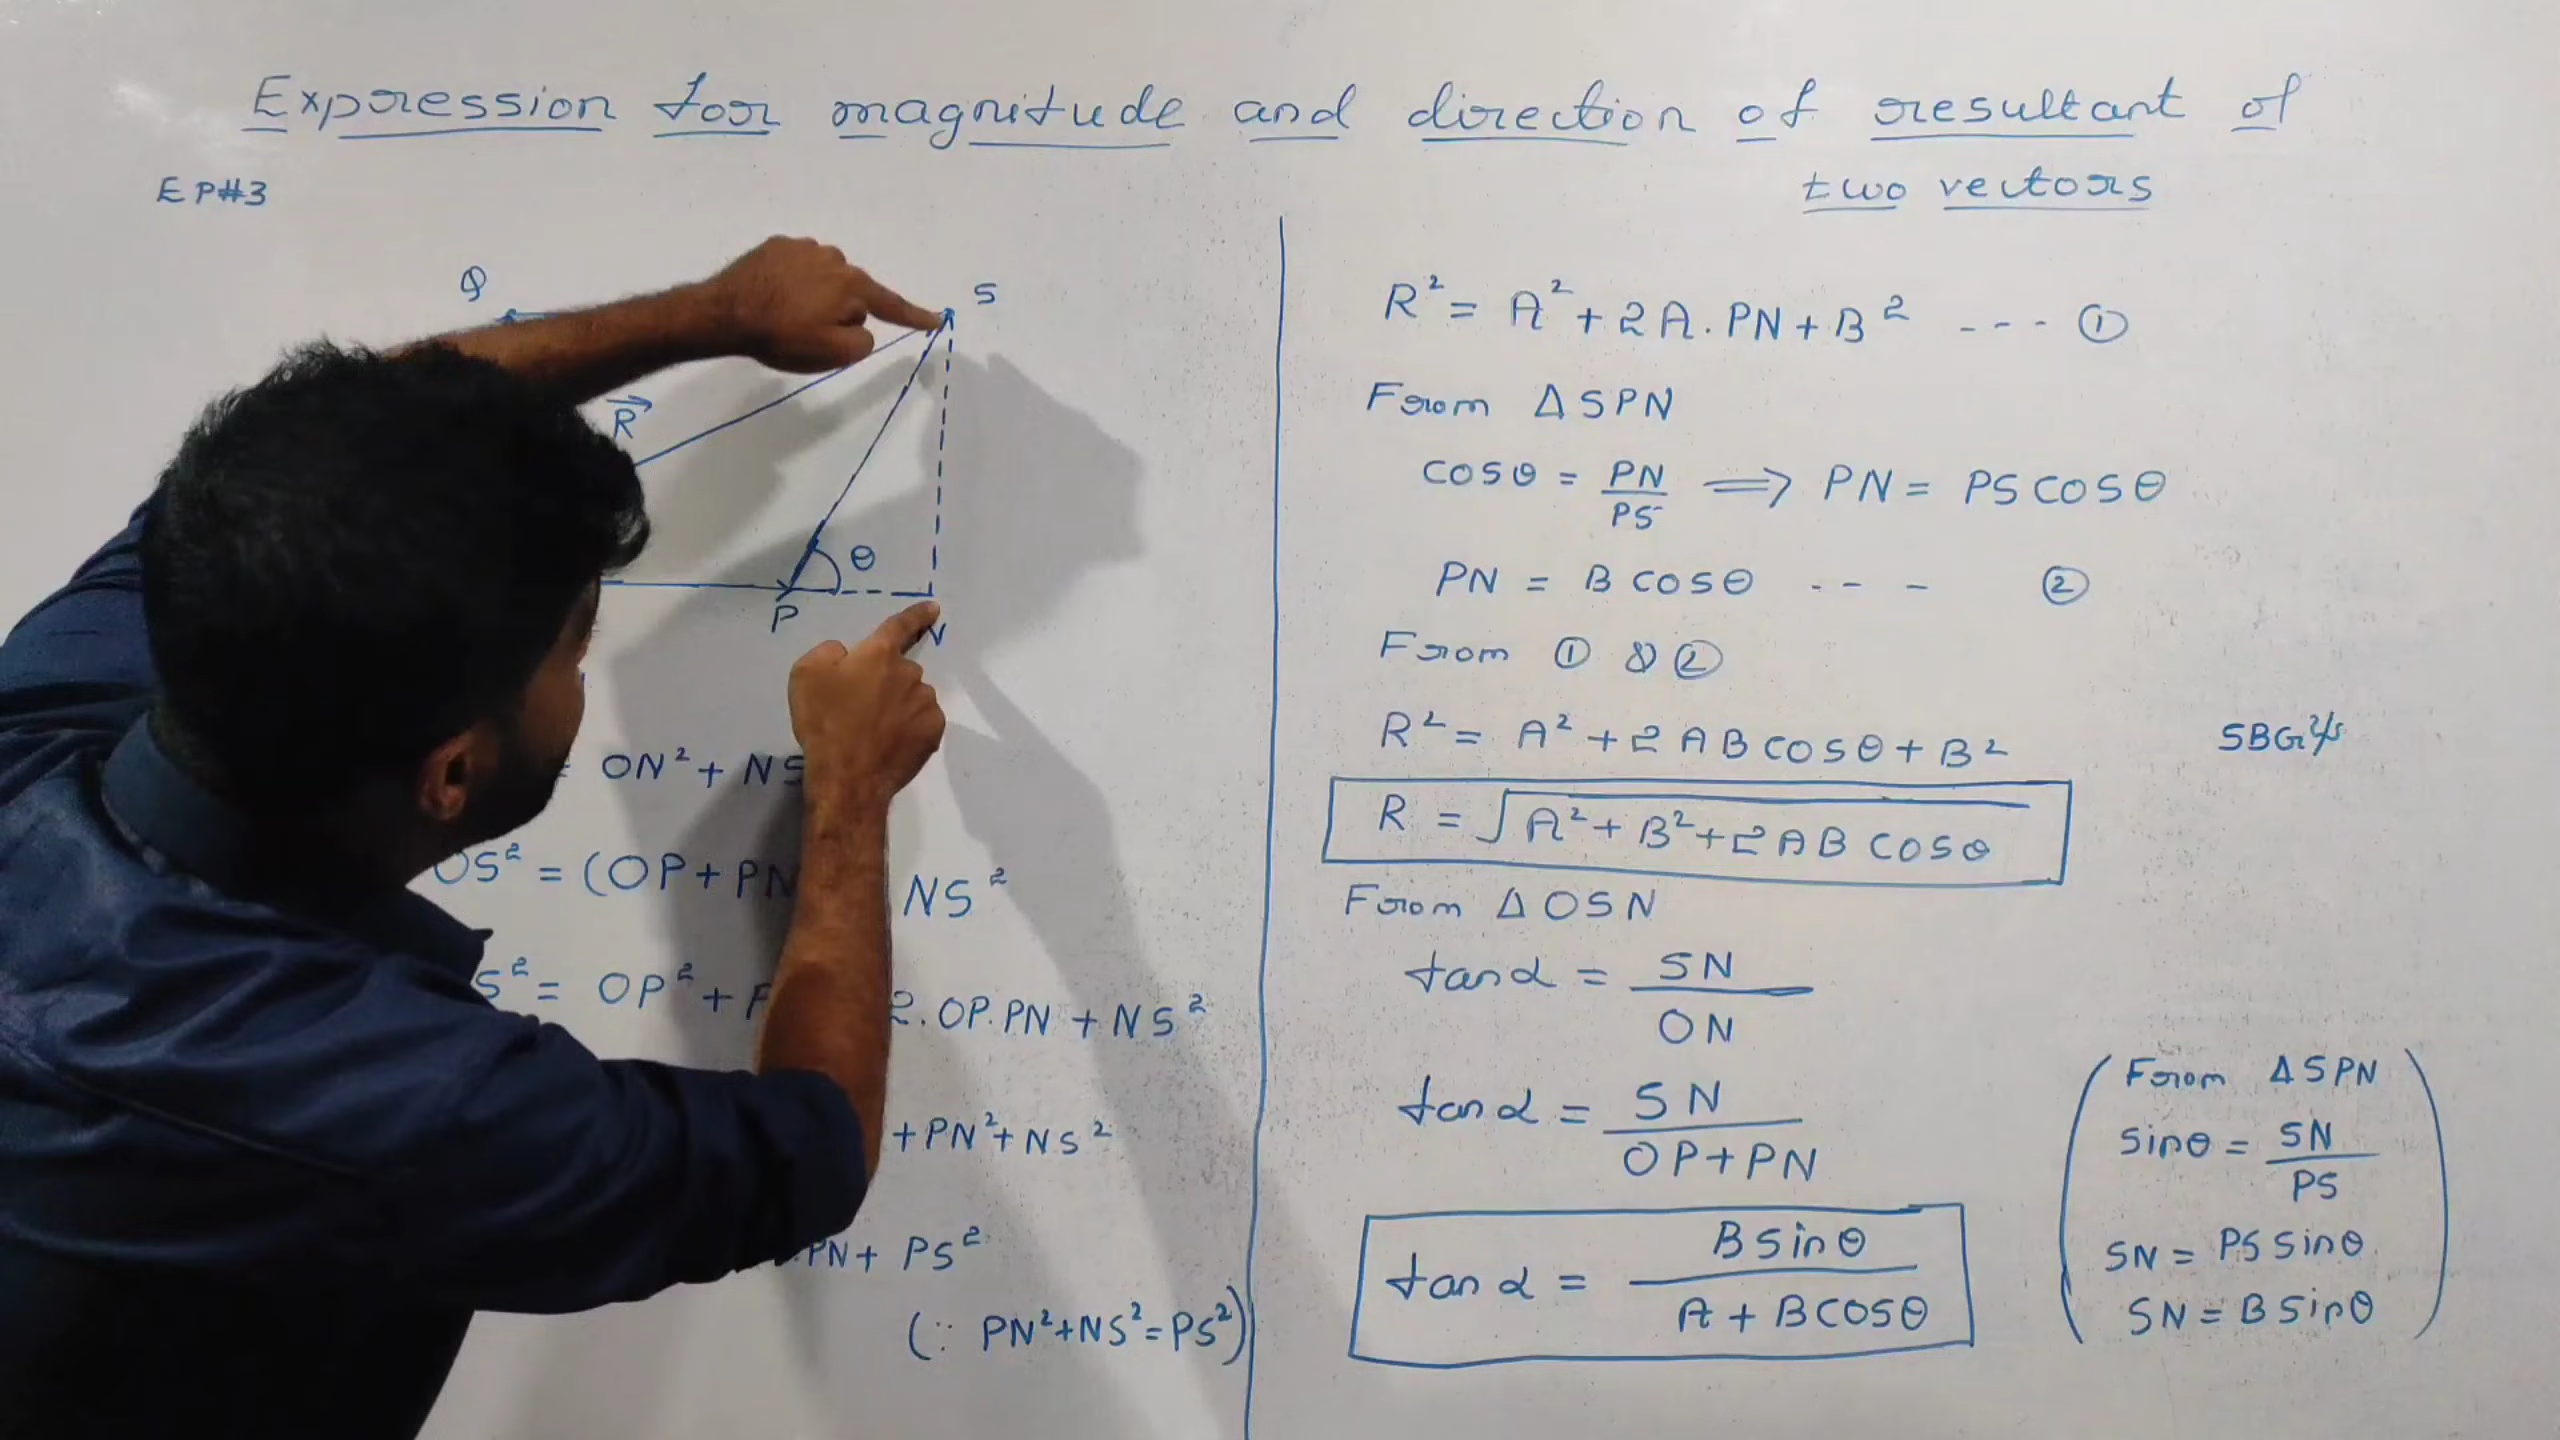 Expression for magnitude and direction of resultant of
two vectors
EP#3
Q
S
R
θ
P
N
ON² + NS
OS² = (OP + PN NS²
S² = OP² + 2.OP.PN + NS²
+ PN² + NS²
PN + PS²
(∵ PN² + NS² = PS²)
R² = A² + 2A.PN + B² --- ①
From ΔSPN
cosθ = PN/PS ⟹ PN = PS cosθ
PN = B cosθ --- ②
From ① & ②
R² = A² + 2ABcosθ + B²
R = √A² + B² + 2AB cosθ
From ΔOSN
tanα = SN/ON
tanα = SN/OP+PN
tanα = B sinθ/A + Bcosθ
From ΔSPN
sinθ = SN/PS
SN = PS sinθ
SN = B sinθ